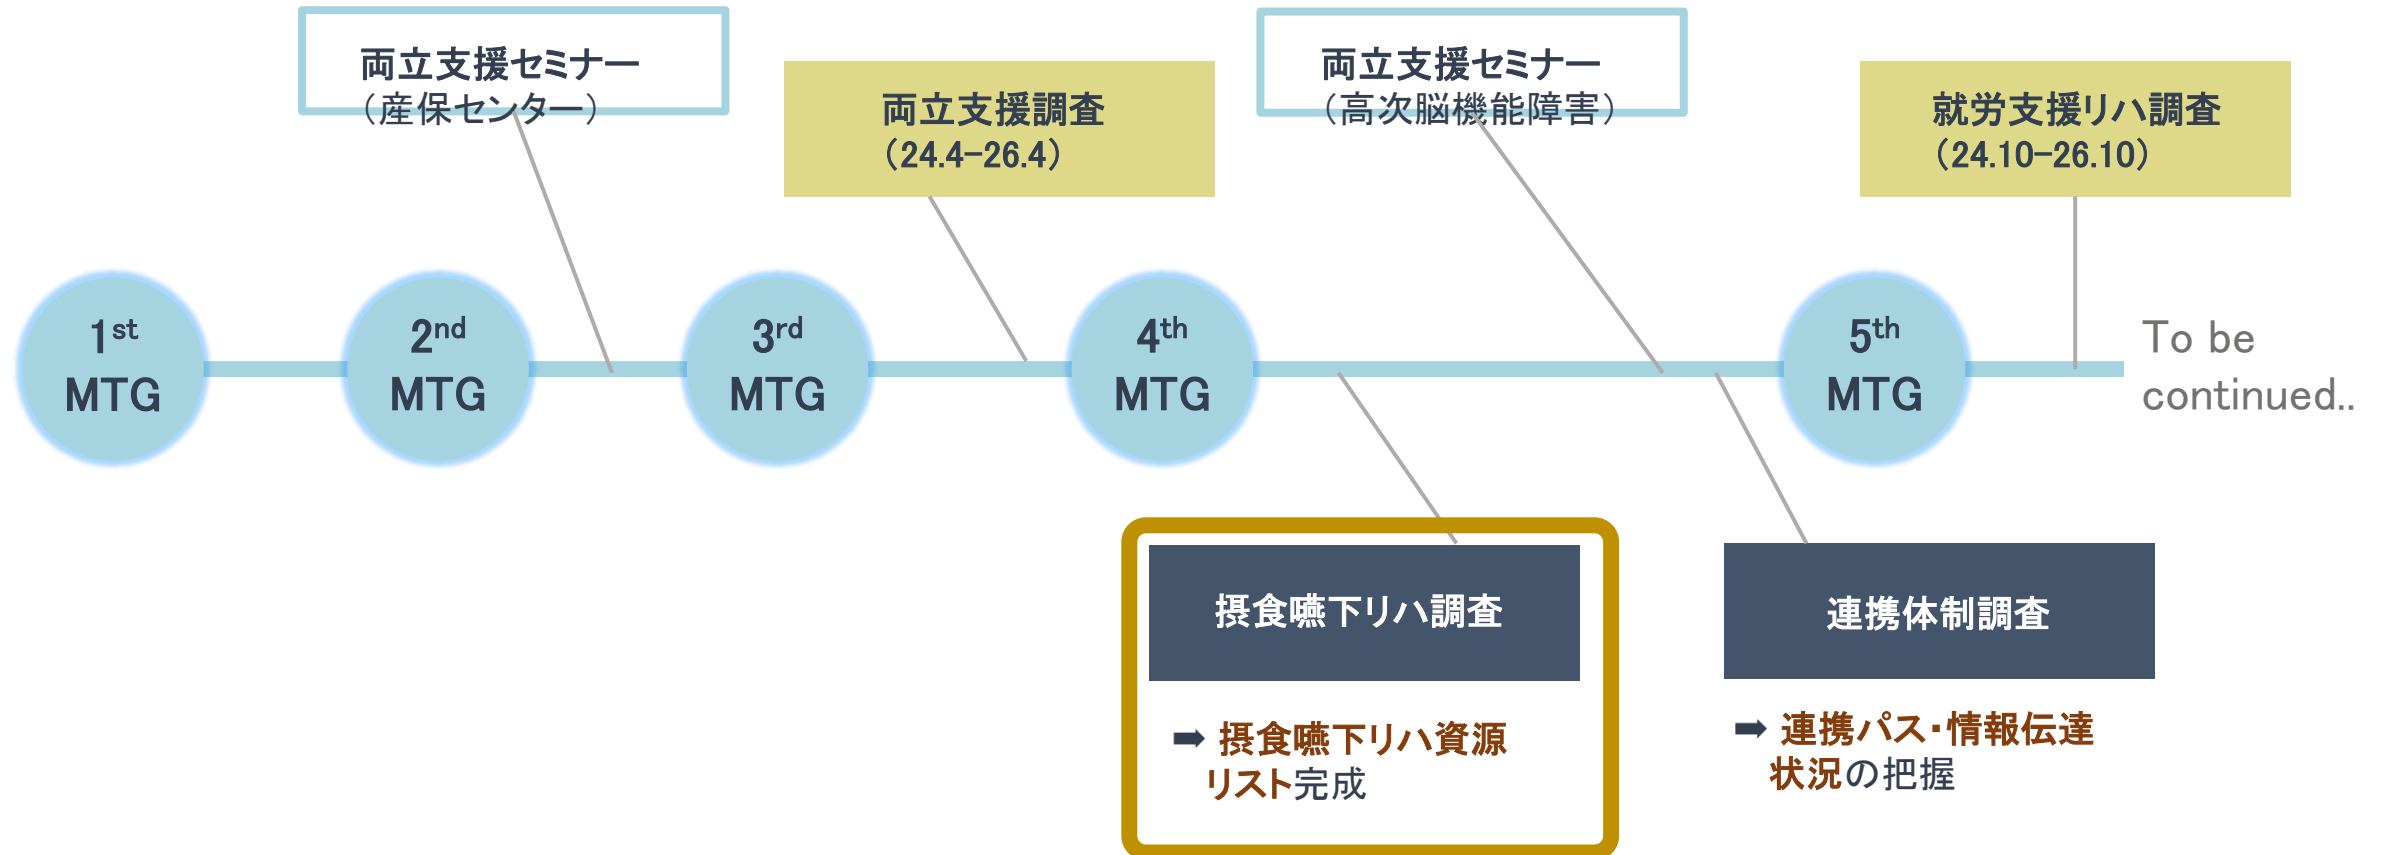 両立支援セミナー
（産保センター）
両立支援調査
（24.4−26.4）
両立支援セミナー
（高次脳機能障害）
就労支援リハ調査
（24.10−26.10）
1st
MTG
2nd
MTG
3rd
MTG
4th
MTG
5th
MTG
To be
continued..
摂食嚥下リハ調査
➡ 摂食嚥下リハ資源
リスト完成
連携体制調査
➡ 連携パス・情報伝達
状況の把握